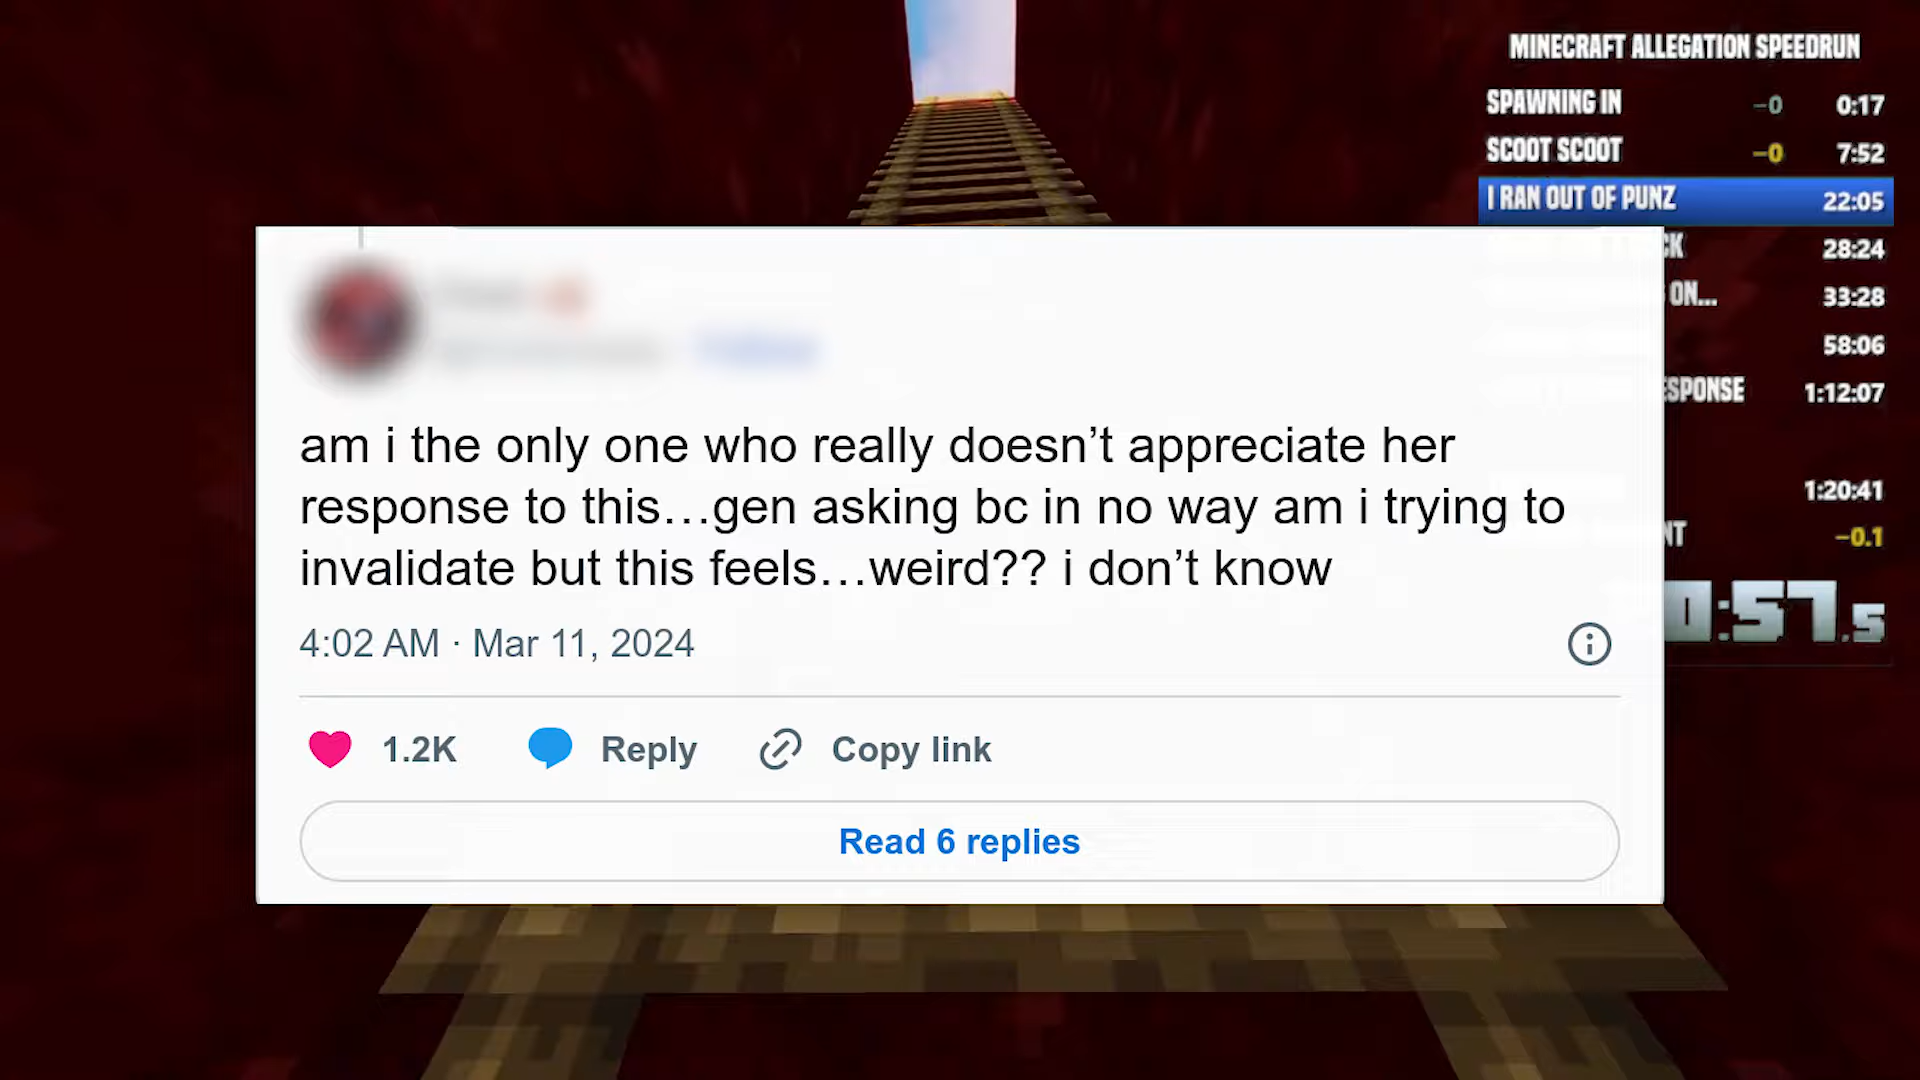 MINECRAFT ALLEGATION SPEEDRUN
SPAWNING IN -0 0:17
SCOOT SCOOT -0 7:52
I RAN OUT OF PUNZ 22:05
28:24
ON... 33:28
58:06
1:12:07
1:20:41
-0.1
:57.5
am i the only one who really doesn’t appreciate her
response to this…gen asking bc in no way am i trying to
invalidate but this feels…weird?? i don’t know
4:02 AM · Mar 11, 2024
1.2K Reply Copy link
Read 6 replies